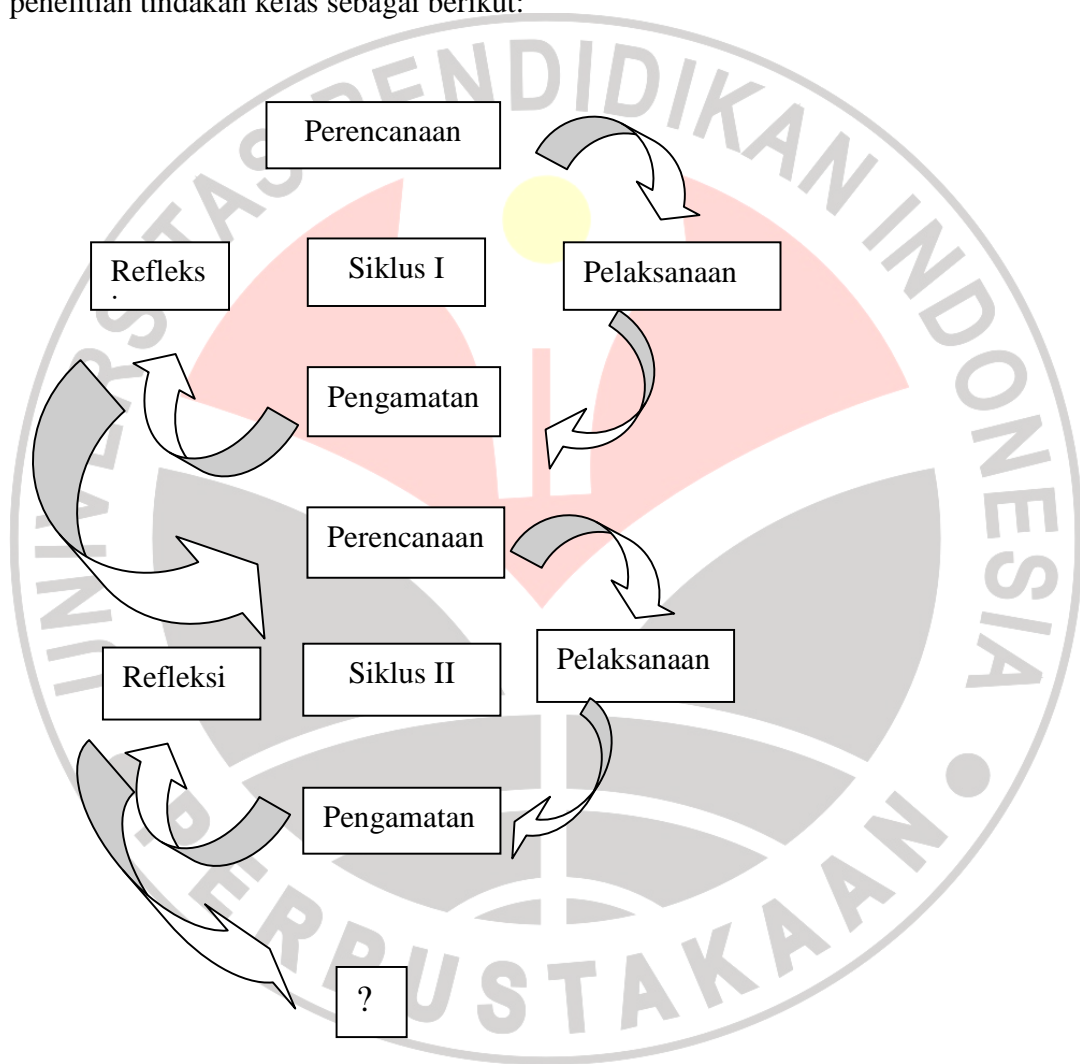 penelitian tindakan kelas sebagai berikut:
UNIVERSITAS PENDIDIKAN INDONESIA
Perencanaan
Refleks
i
Siklus I
Pelaksanaan
Pengamatan
Perencanaan
Refleksi
Siklus II
Pelaksanaan
Pengamatan
?
PERPUSTAKAAN